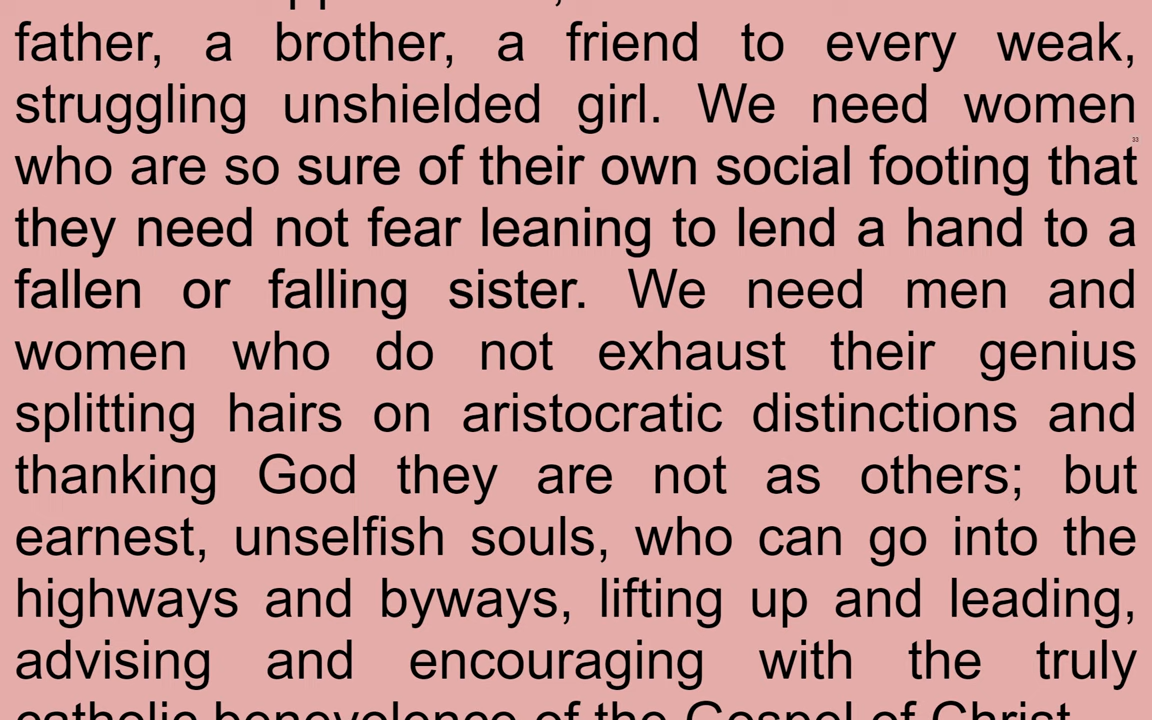 father, a brother, a friend to every weak,
struggling unshielded girl. We need women
33
who are so sure of their own social footing that
they need not fear leaning to lend a hand to a
fallen or falling sister. We need men and
women who do not exhaust their genius
splitting hairs on aristocratic distinctions and
thanking God they are not as others; but
earnest, unselfish souls, who can go into the
highways and byways, lifting up and leading,
advising and encouraging with the truly
catholic benevolence of the Gospel of Christ.